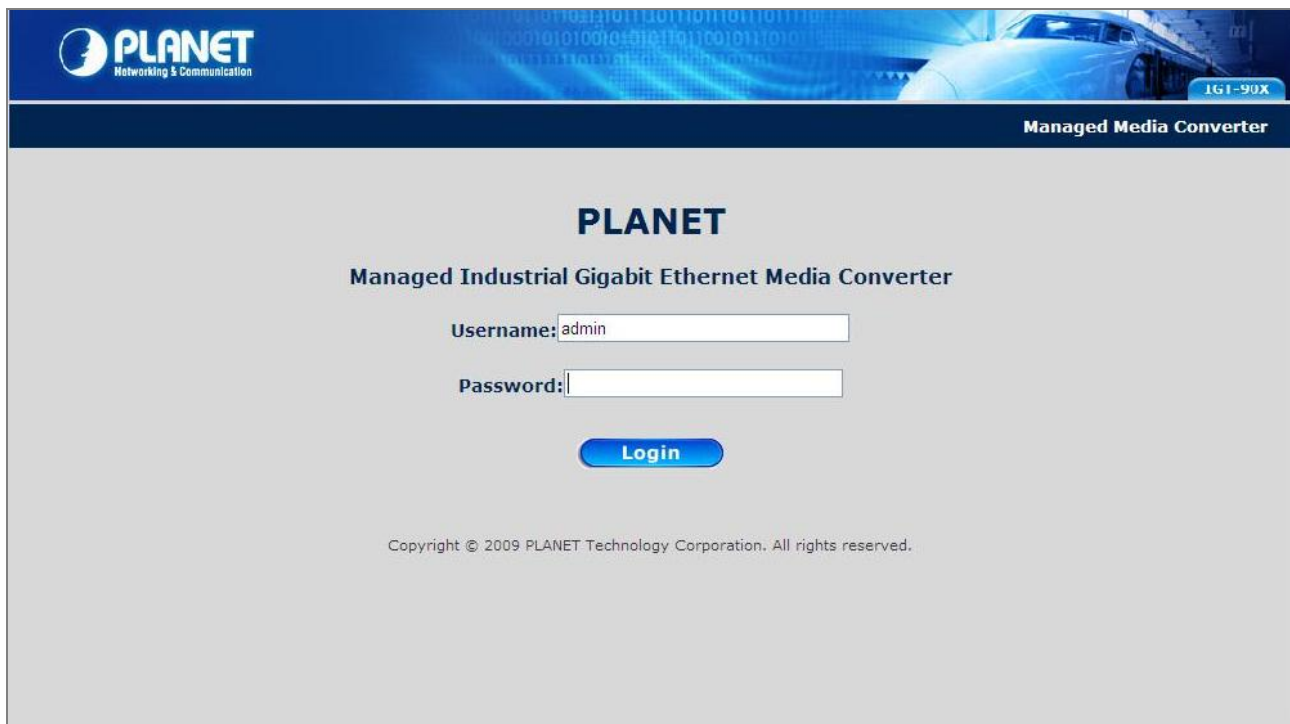 PLANET
Networking & Communication
IGT-90X
Managed Media Converter
PLANET
Managed Industrial Gigabit Ethernet Media Converter
Username: admin
Password:
Login
Copyright © 2009 PLANET Technology Corporation. All rights reserved.